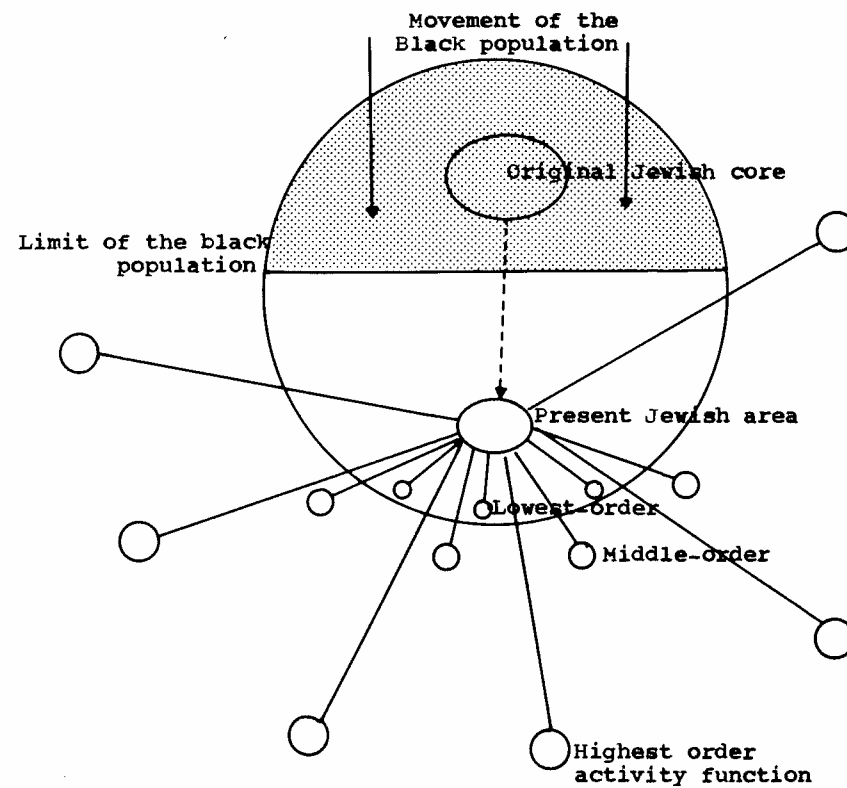 Movement of the
Black population
Original Jewish core
Limit of the black
population
Present Jewish area
Lowest-order
Middle-order
Highest order
activity function